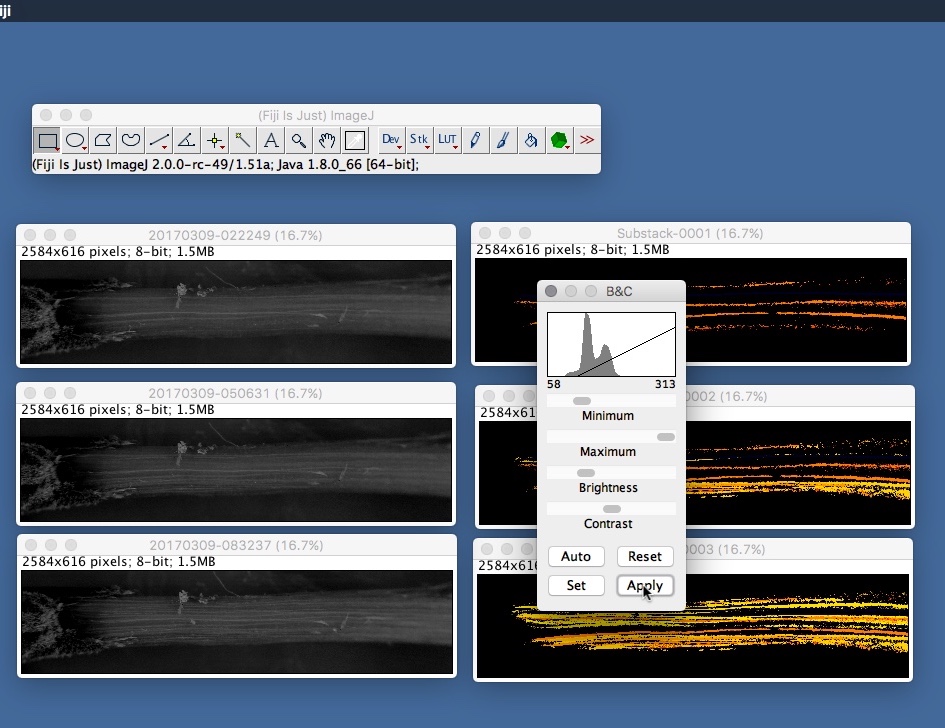 iji
(Fiji Is Just) ImageJ
Dev Stk LUT A >>
(Fiji Is Just) ImageJ 2.0.0-rc-49/1.51a; Java 1.8.0_66 [64-bit];
20170309-022249 (16.7%)
2584x616 pixels; 8-bit; 1.5MB
Substack-0001 (16.7%)
2584x616 pixels; 8-bit; 1.5MB
B&C
58 313
Minimum
Maximum
Brightness
Contrast
Auto Reset
Set Apply
20170309-050631 (16.7%)
2584x616 pixels; 8-bit; 1.5MB
0002 (16.7%)
2584x61
20170309-083237 (16.7%)
2584x616 pixels; 8-bit; 1.5MB
0003 (16.7%)
2584x616